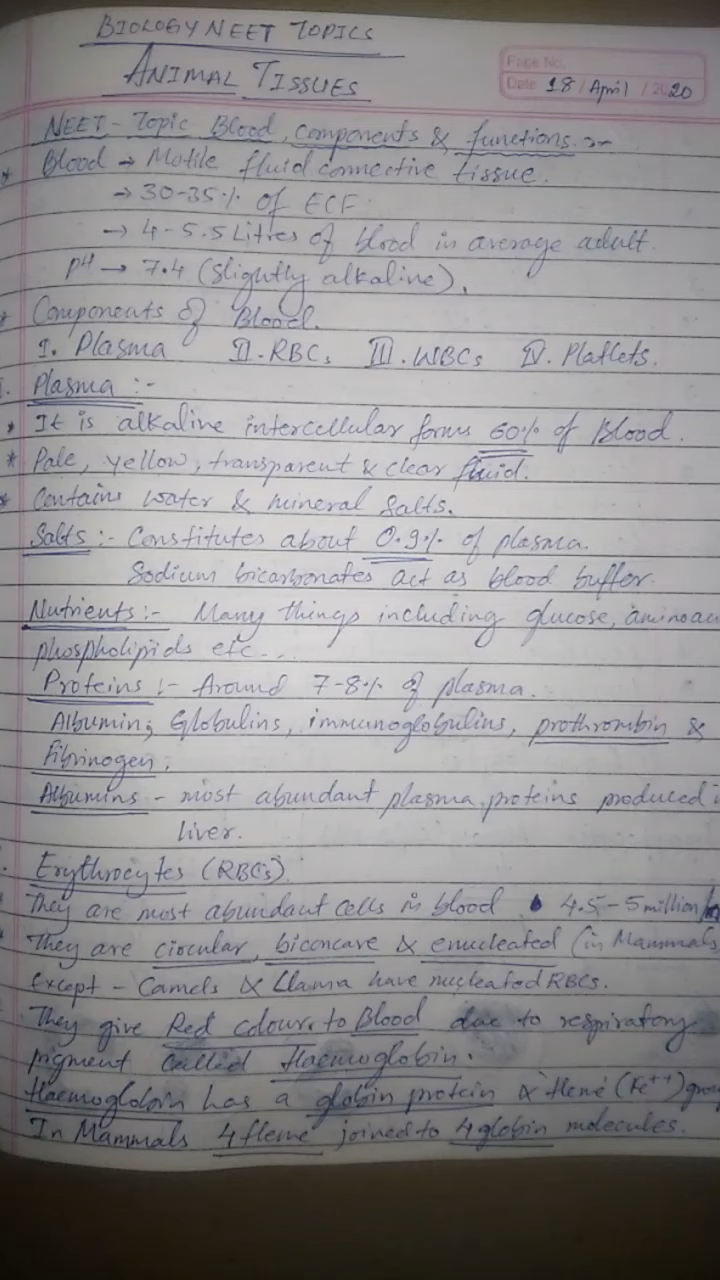 BIOLOGY NEET TOPICS
ANIMAL TISSUES
Page No.
Date 18 / April / 2020
NEET - Topic Blood, components & functions :-
* Blood → Motile fluid connective tissue.
→ 30-35% of ECF.
→ 4-5.5 Litres of blood in average adult.
pH → 7.4 (slightly alkaline).
* Components of Blood.
I. Plasma II. RBCs III. WBCs IV. Platlets.
I. Plasma :-
* It is alkaline intercellular forms 60% of Blood.
* Pale, yellow, transparent & clear fluid.
* Contains water & mineral salts.
Salts :- Constitutes about 0.9% of plasma.
Sodium bicarbonates act as blood buffer.
Nutrients :- Many things including glucose, aminoac
phospholipids etc...
Proteins :- Around 7-8% of plasma.
Albumin; Globulins, immunoglobulins, prothrombin &
fibrinogen;
Albumins - most abundant plasma proteins produced i
liver.
Erythrocytes (RBCs)
They are most abundant cells in blood 4.5-5 million/
They are circular, biconcave & enucleated (in Mammals)
Except - Camels & Llama have nucleated RBCs.
They give Red colour to Blood due to respiratory
pigment called Haemoglobin.
Haemoglobin has a globin protein & Heme (Fe++) grou
In Mammals 4 Heme joined to 4 globin molecules.